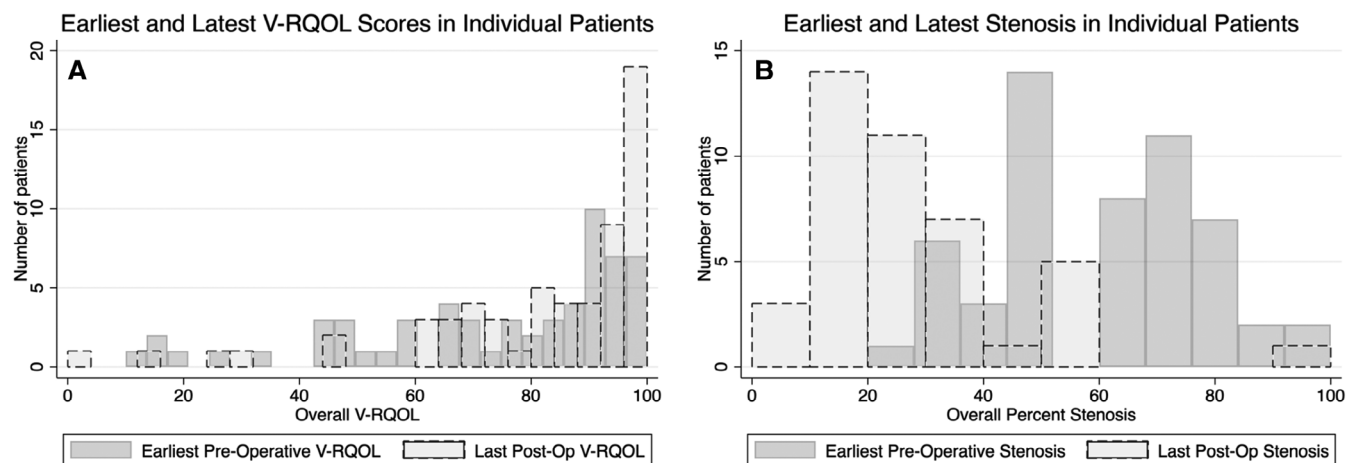 Earliest and Latest V-RQOL Scores in Individual Patients
A
Number of patients
20
15
10
5
0
0 20 40 60 80 100
Overall V-RQOL
Earliest Pre-Operative V-RQOL Last Post-Op V-RQOL
Earliest and Latest Stenosis in Individual Patients
B
Number of patients
15
10
5
0
0 20 40 60 80 100
Overall Percent Stenosis
Earliest Pre-Operative Stenosis Last Post-Op Stenosis